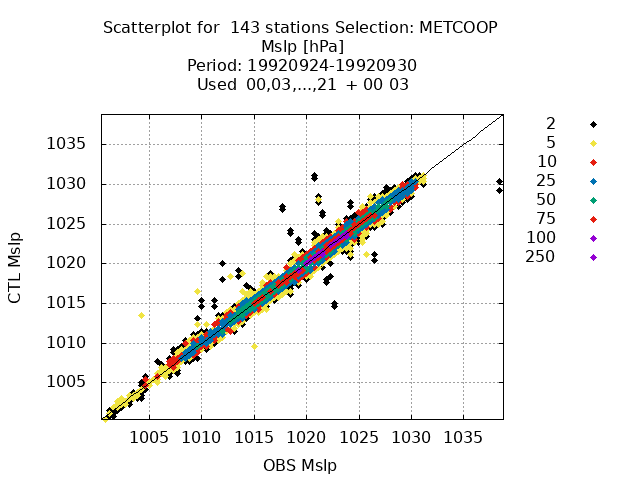 Scatterplot for  143 stations Selection: METCOOP
Mslp [hPa]
Period: 19920924-19920930
Used  00,03,...,21  + 00 03
CTL Mslp
1035
1030
1025
1020
1015
1010
1005
1005 1010 1015 1020 1025 1030 1035
OBS Mslp
2
5
10
25
50
75
100
250